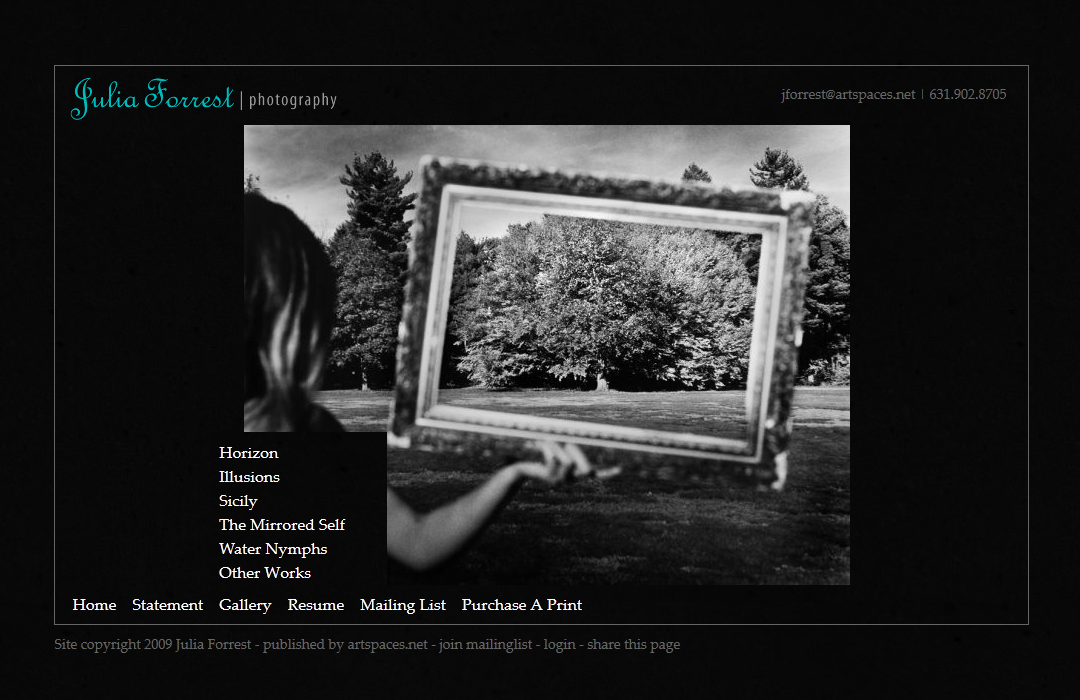 Julia Forrest | photography
jforrest@artspaces.net | 631.902.8705
Horizon
Illusions
Sicily
The Mirrored Self
Water Nymphs
Other Works
Home Statement Gallery Resume Mailing List Purchase A Print
Site copyright 2009 Julia Forrest - published by artspaces.net - join mailinglist - login - share this page